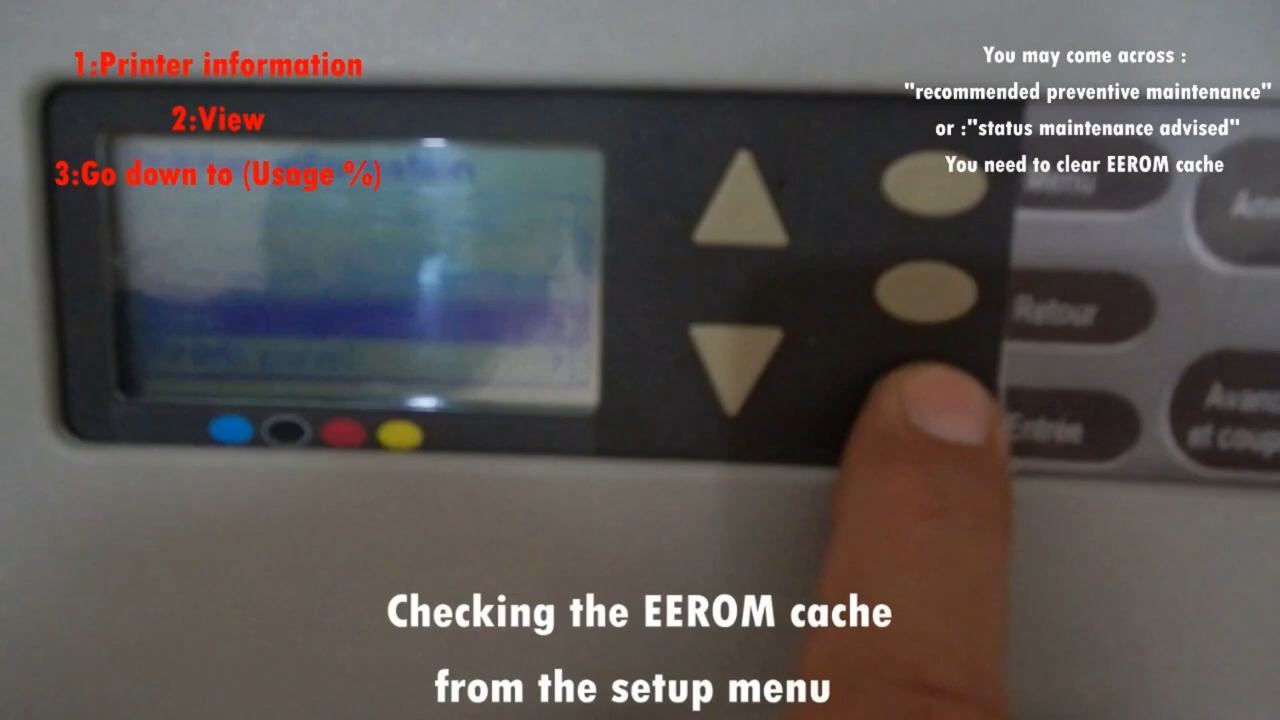 1:Printer information
2:View
3:Go down to (Usage %)
You may come across :
"recommended preventive maintenance"
or :"status maintenance advised"
You need to clear EEROM cache
Menu
Retour
Entrée
Checking the EEROM cache
from the setup menu